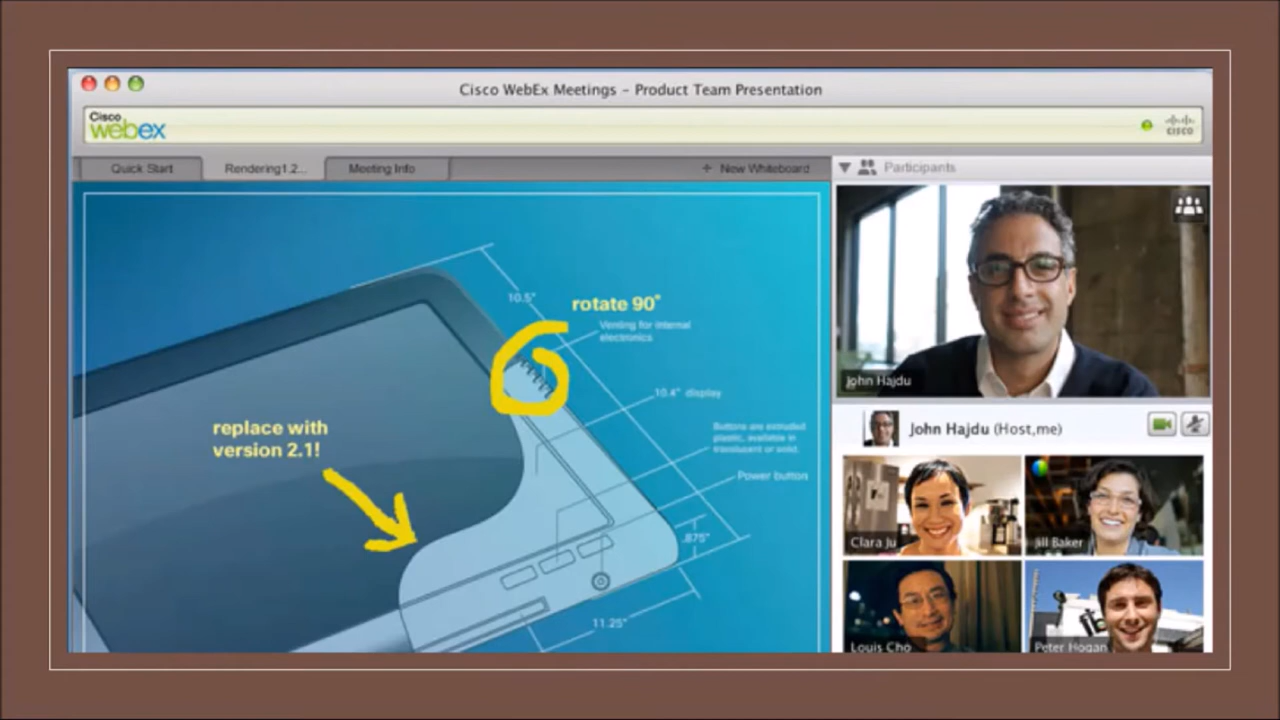 Cisco WebEx Meetings – Product Team Presentation
Cisco
webex
CISCO
Quick Start
Rendering1.2...
Meeting Info
+ New Whiteboard
Participants
10.5"
rotate 90°
Venting for internal
electronics
10.4" display
replace with
version 2.1!
Buttons are extruded
plastic, available in
translucent or solid.
Power button
.875"
11.25"
John Hajdu
John Hajdu (Host,me)
Clara Ju
Jill Baker
Louis Cho
Peter Hogan